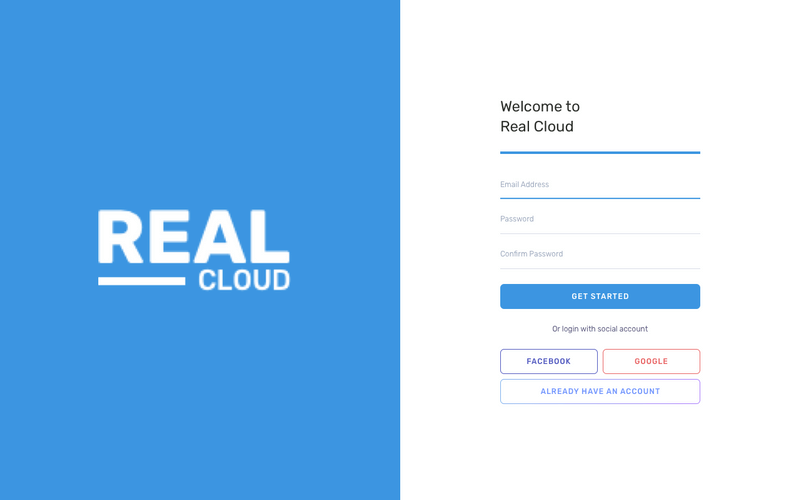 REAL
CLOUD
Welcome to
Real Cloud
Email Address
Password
Confirm Password
GET STARTED
Or login with social account
FACEBOOK
GOOGLE
ALREADY HAVE AN ACCOUNT